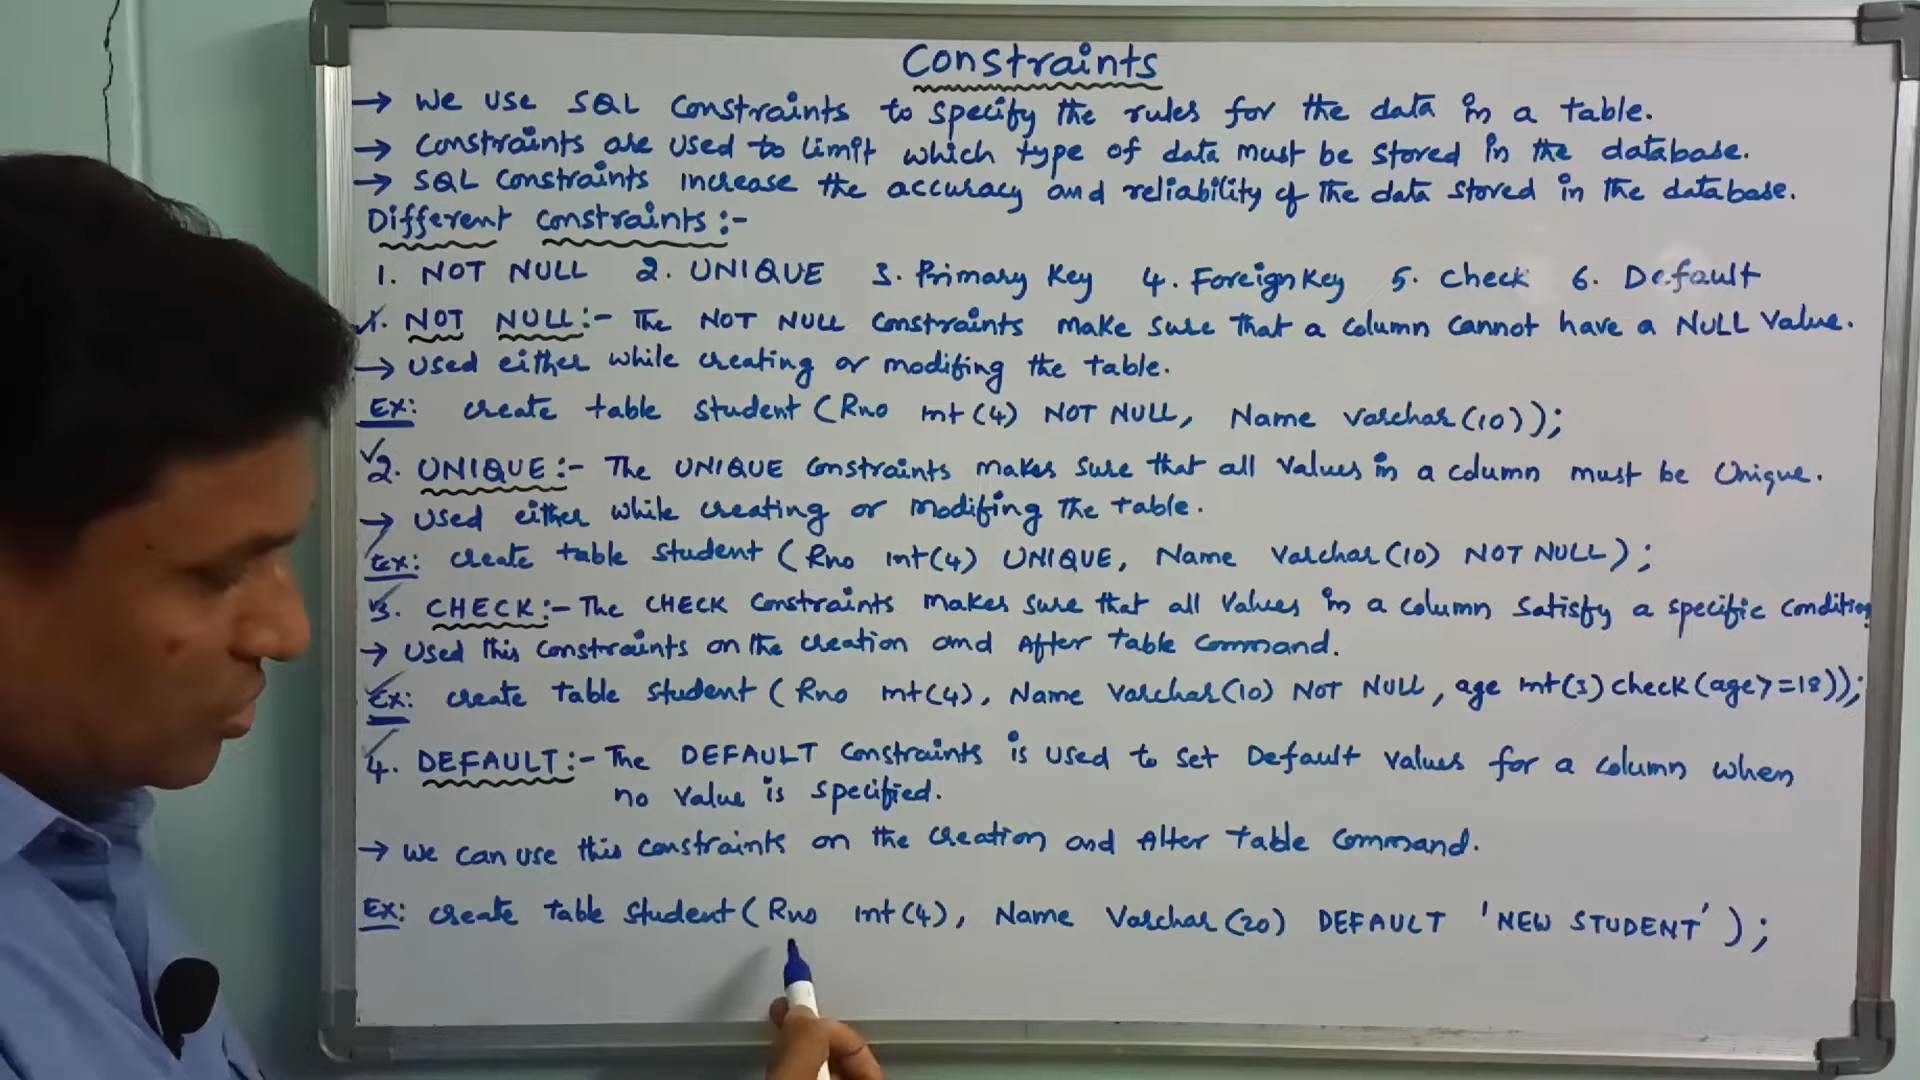 Constraints
→ We use SQL Constraints to specify the rules for the data in a table.
→ Constraints are used to limit which type of data must be stored in the database.
→ SQL Constraints increase the accuracy and reliability of the data stored in the database.
Different Constraints:-
1. NOT NULL 2. UNIQUE 3. Primary Key 4. Foreign Key 5. Check 6. Default
1. NOT NULL:- The NOT NULL Constraints make sure that a column cannot have a NULL value.
→ Used either while creating or modifing the table.
Ex: create table student (Rno int(4) NOT NULL, Name varchar(10));
2. UNIQUE:- The UNIQUE constraints makes sure that all values in a column must be Unique.
→ Used either while creating or modifing the table.
Ex: create table student (Rno int(4) UNIQUE, Name varchar(10) NOT NULL);
3. CHECK:- The CHECK constraints makes sure that all values in a column satisfy a specific condition.
→ Used this constraints on the creation and After table command.
Ex: create table student (Rno int(4), Name varchar(10) NOT NULL, age int(3) check(age>=18));
4. DEFAULT:- The DEFAULT constraints is used to set Default values for a column when
no value is specified.
→ We can use this constraints on the creation and Alter table command.
Ex: create table student (Rno int(4), Name varchar(20) DEFAULT 'NEW STUDENT');